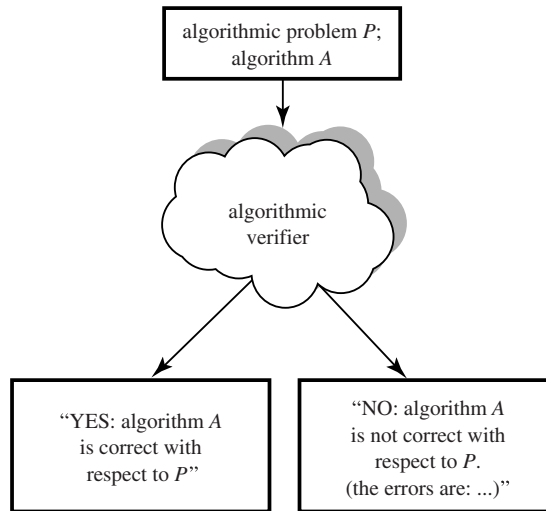 algorithmic problem P;
algorithm A
algorithmic
verifier
“YES: algorithm A
is correct with
respect to P”
“NO: algorithm A
is not correct with
respect to P.
(the errors are: ...)”